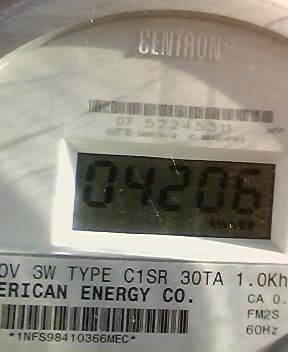 CENTRON®
07 57245311
04206
0V 3W TYPE C1SR 30TA 1.0Kh
ERICAN ENERGY CO.
CA 0.
FM2S
*1NFS98410366MEC*
60Hz